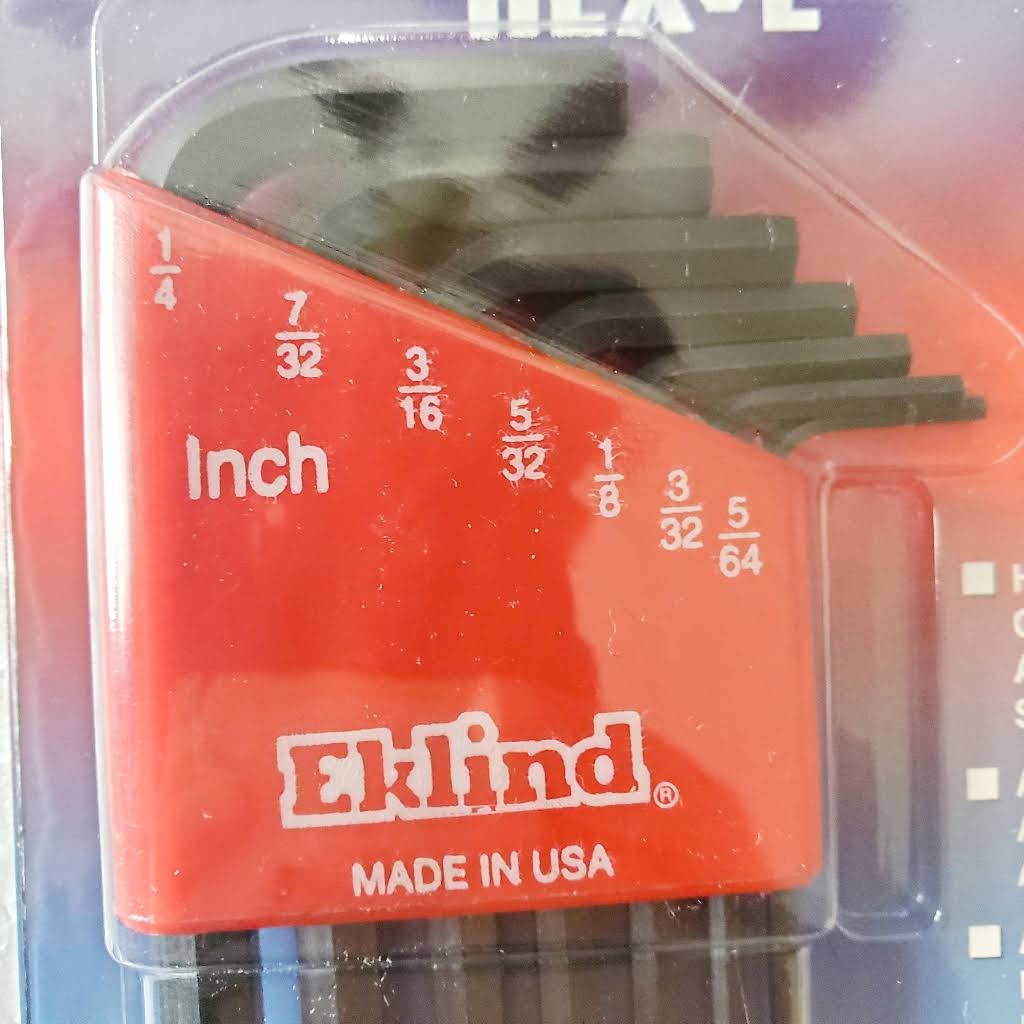 HEX-L
1/4
7/32
3/16
5/32
1/8
3/32
5/64
Inch
Eklind®
MADE IN USA